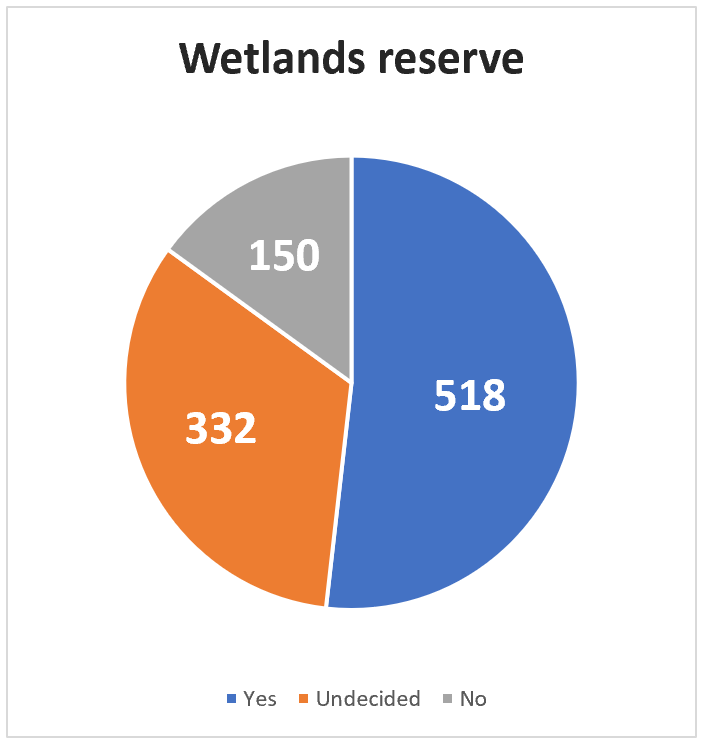 Wetlands reserve
150
518
332
Yes Undecided No